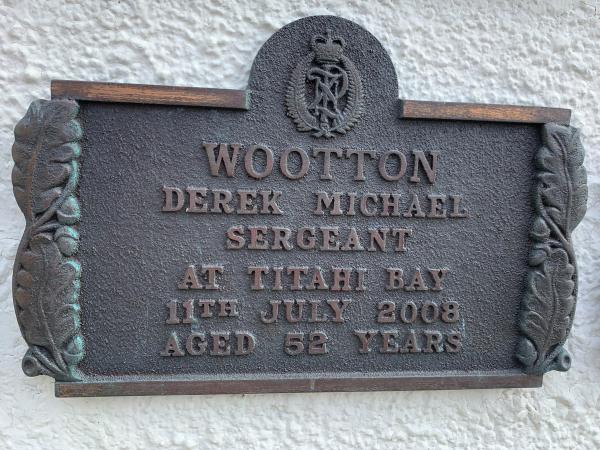 WOOTTON
DEREK MICHAEL
SERGEANT
AT TITAHI BAY
11TH JULY 2008
AGED 52 YEARS